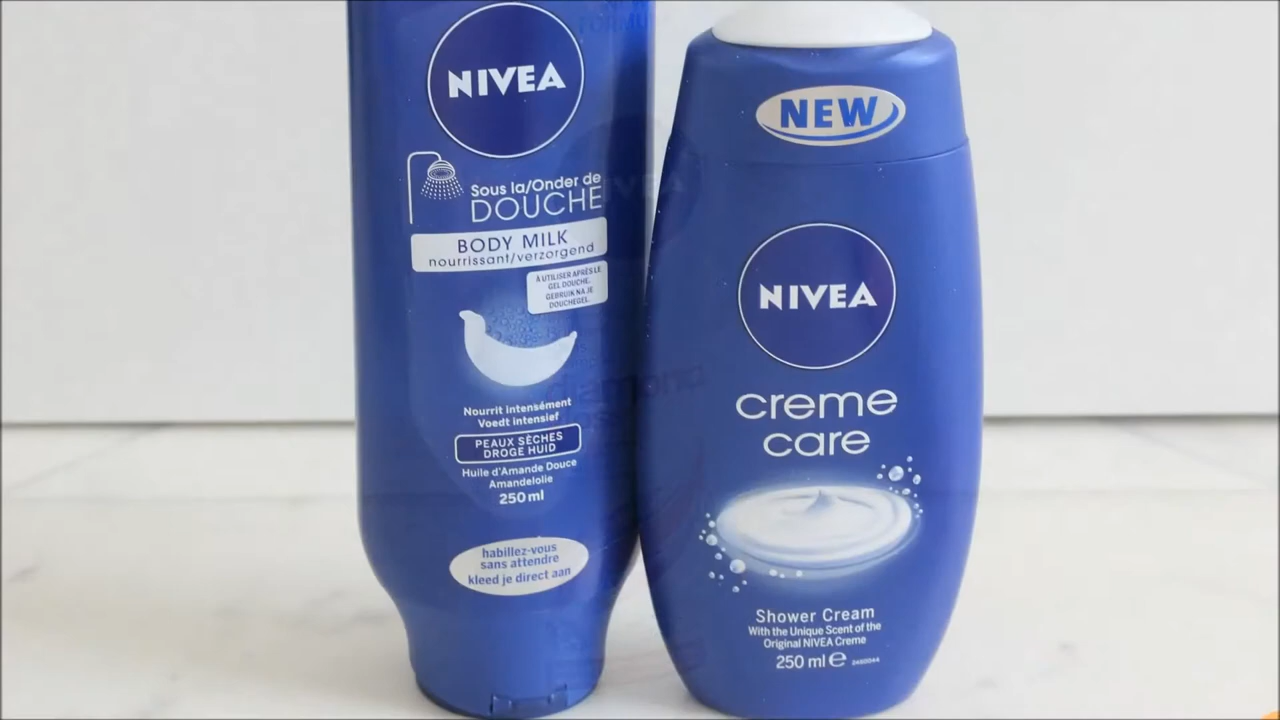 NIVEA
Sous la/Onder de
DOUCHE
BODY MILK
nourrissant/verzorgend
À UTILISER APRÈS LE
GEL DOUCHE.
GEBRUIK NA JE
DOUCHEGEL.
Nourrit intensément
Voedt intensief
PEAUX SÈCHES
DROGE HUID
Huile d'Amande Douce
Amandelolie
250 ml
habillez-vous
sans attendre
kleed je direct aan
NEW
NIVEA
creme
care
Shower Cream
With the Unique Scent of the
Original NIVEA Creme
250 ml e